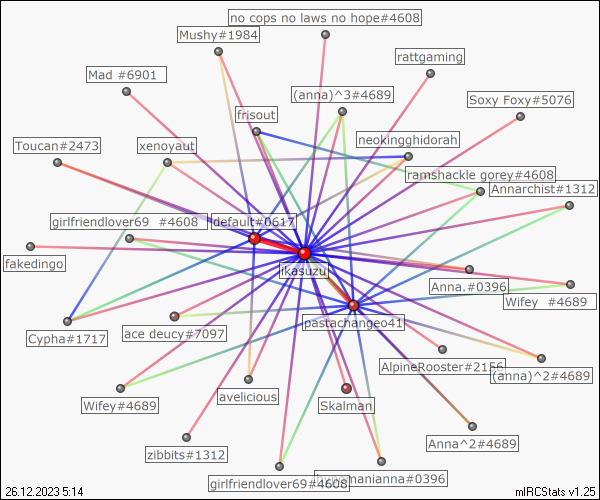 no cops no laws no hope#4608
Mushy#1984
rattgaming
Mad #6901
(anna)^3#4689
Soxy Foxy#5076
frisout
neokingghidorah
Toucan#2473
xenoyaut
ramshackle gorey#4608
Annarchist#1312
girlfriendlover69 #4608
default#0617
fakedingo
ikasuzu
Anna.#0396
Wifey #4689
Cypha#1717
ace deucy#7097
pastachangeo41
AlpineRooster#2156
(anna)^2#4689
Wifey#4689
avelicious
Skalman
Anna^2#4689
zibbits#1312
girlfriendlover69#4608
26.12.2023 5:14
mIRCStats v1.25